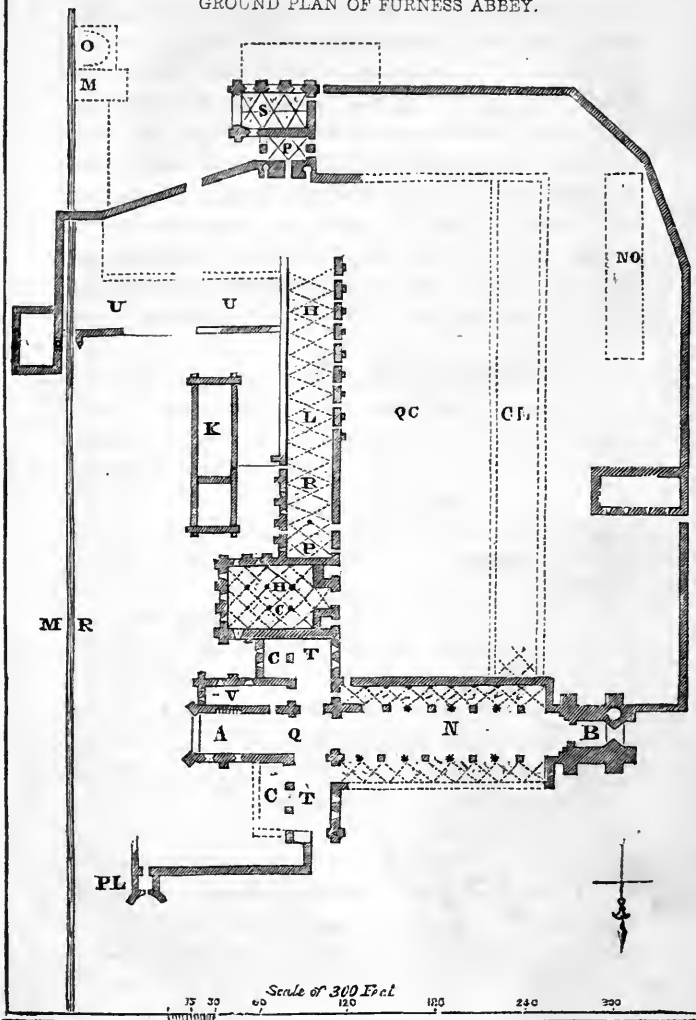 GROUND PLAN OF FURNESS ABBEY.
O
M
S
P
NO
U U H
K L QC CL
R
P
H
M R C
C T
V
A Q N B
C T
PL
Scale of 300 Feet
15 30 60 120 180 240 300